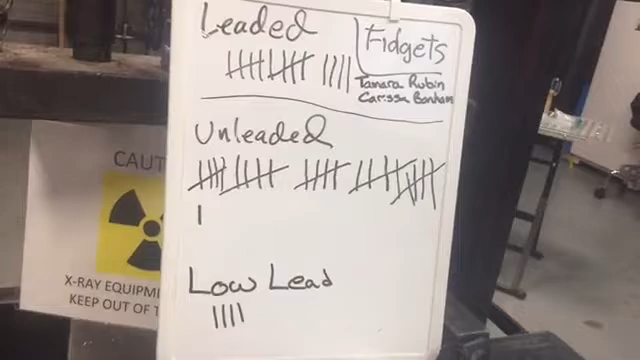 Leaded
Fidgets
Tamara Rubin
Carissa Bonham
Unleaded
Low Lead
CAUT
X-RAY EQUIPM
KEEP OUT OF T